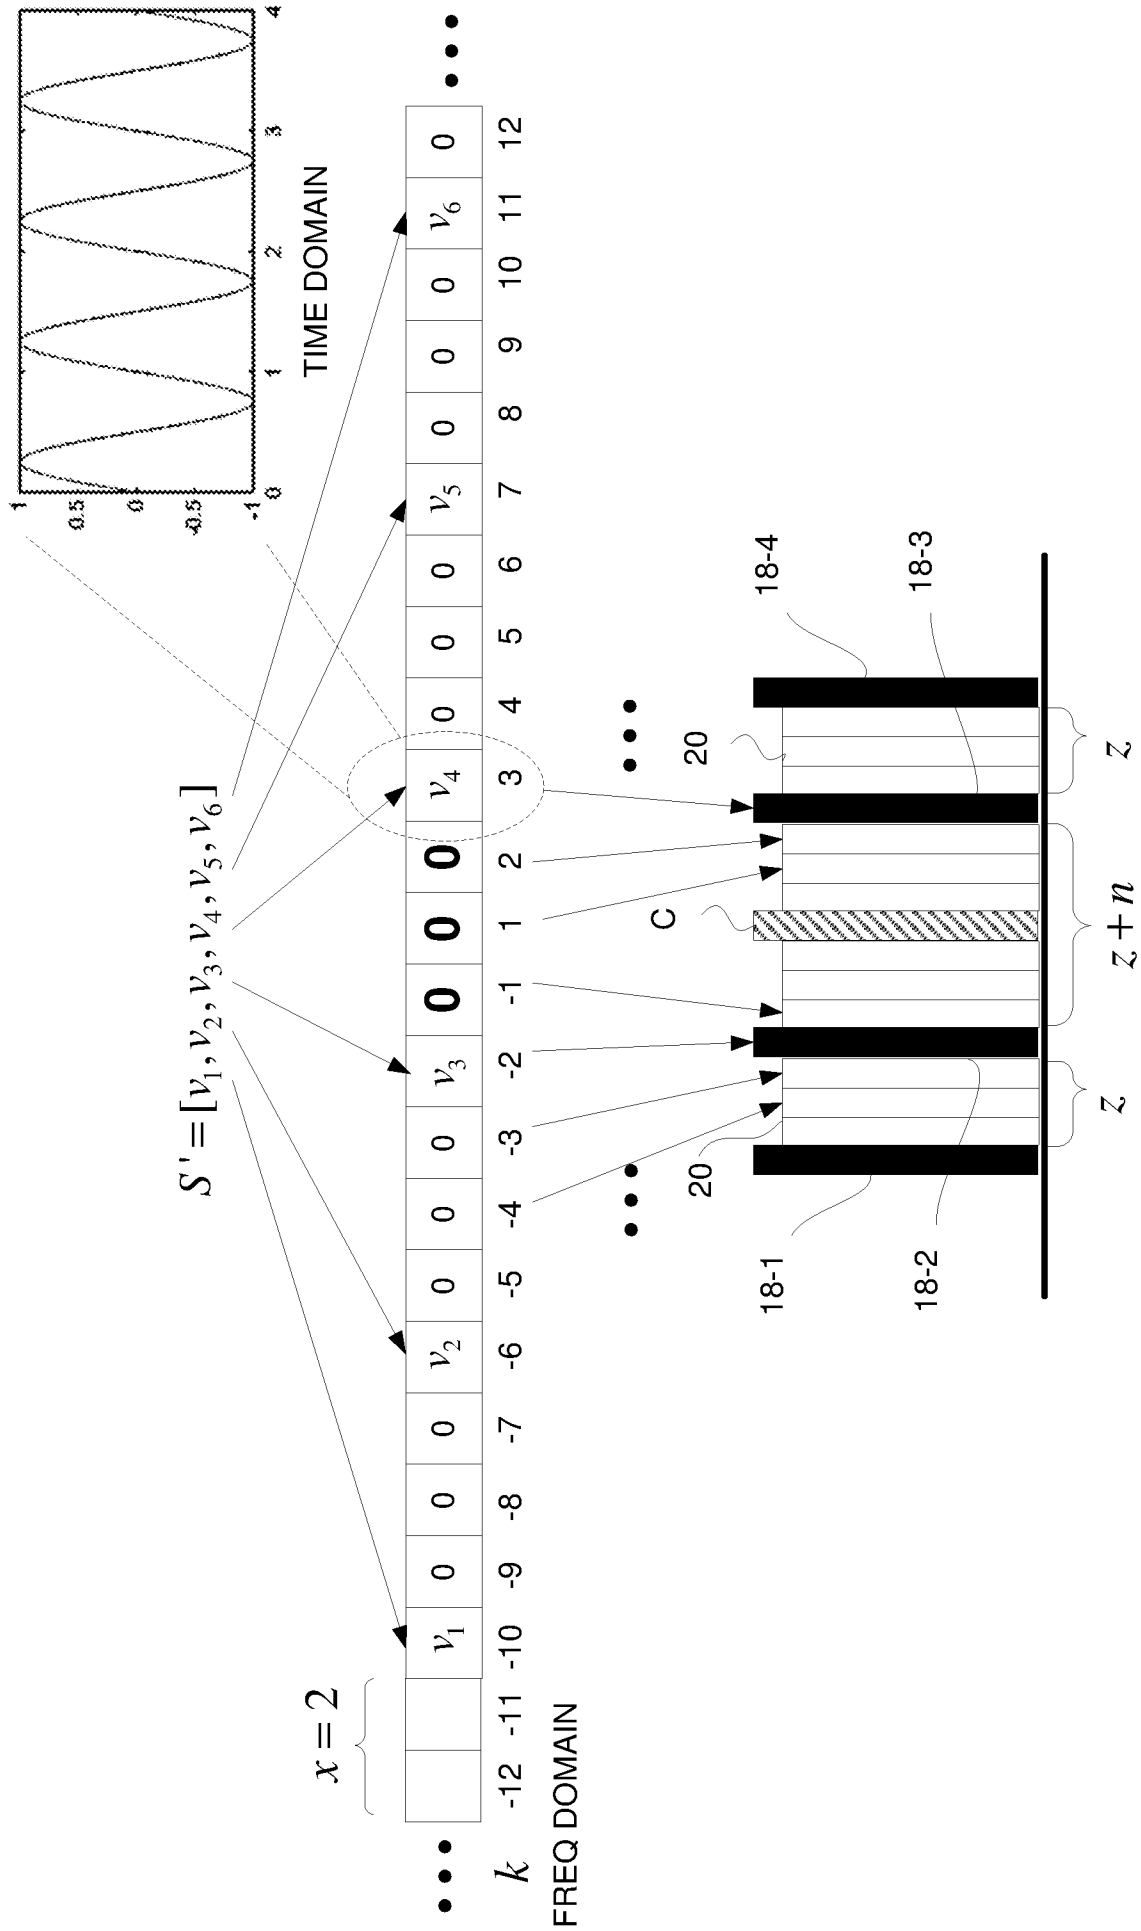 1
0.5
0
-0.5
-1
0 1 2 3 4
TIME DOMAIN
S' = [v1, v2, v3, v4, v5, v6]
x = 2
v1 0 0 0 v2 0 0 0 v3 0 0 0 v4 0 0 0 v5 0 0 0 v6 0
k -12 -11 -10 -9 -8 -7 -6 -5 -4 -3 -2 -1 1 2 3 4 5 6 7 8 9 10 11 12
FREQ DOMAIN
20 C 20
18-1 18-4
18-2 18-3
z z + n z